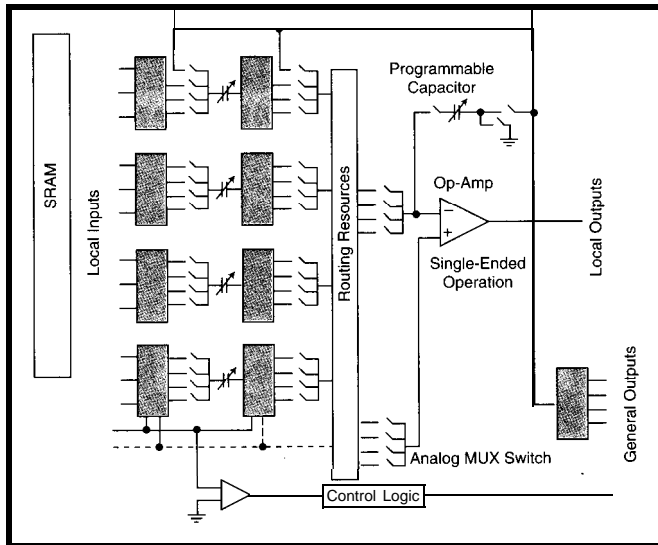 Programmable
Capacitor
SRAM
Local Inputs
Routing Resources
Op-Amp
−
+
Single-Ended
Operation
Local Outputs
General Outputs
Analog MUX Switch
Control Logic